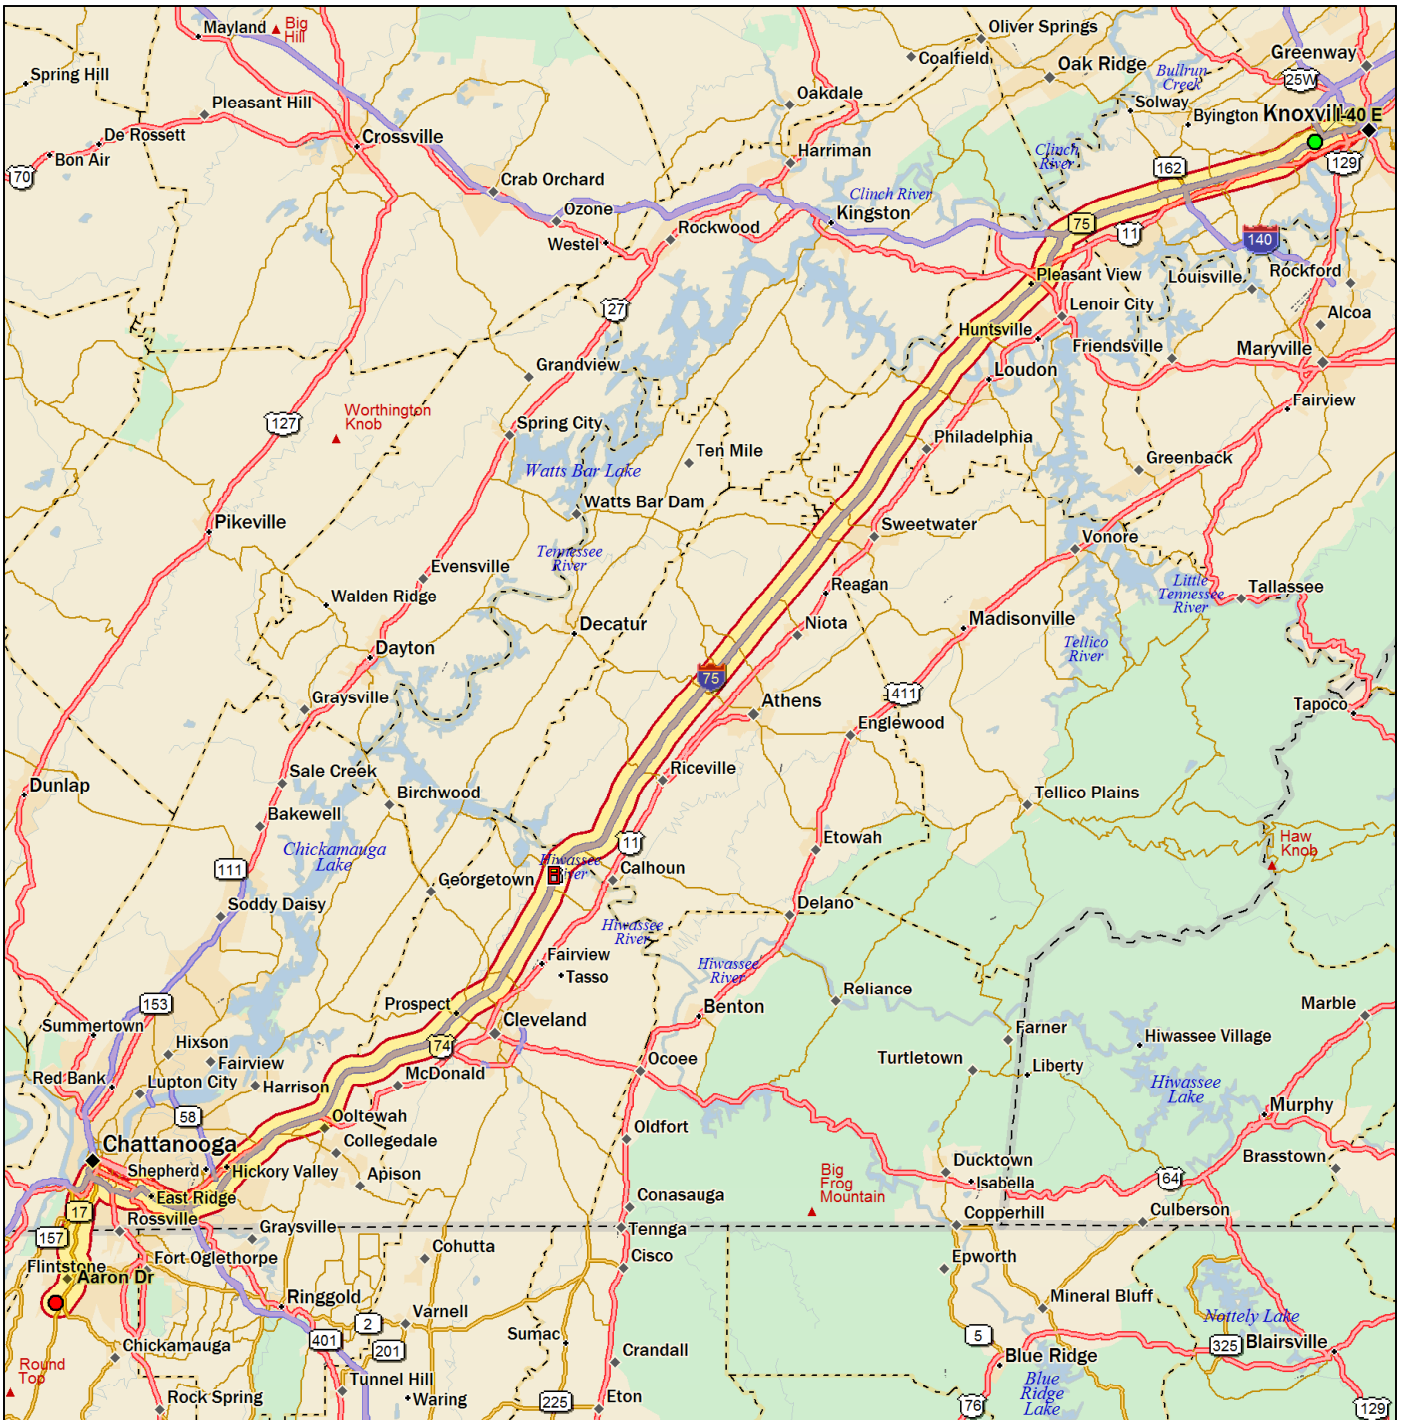 Mayland
Big
Hill
Oliver Springs
Coalfield
Oak Ridge
Greenway
Spring Hill
Bullrun
Creek
25W
Pleasant Hill
Oakdale
Solway
Byington
Knoxvill
I-40 E
De Rossett
Crossville
Bon Air
Harriman
Clinch
River
129
70
Crab Orchard
162
Clinch River
Ozone
Kingston
Rockwood
75
11
Westel
140
Pleasant View
Louisville
Rockford
27
Lenoir City
Alcoa
Huntsville
Friendsville
Maryville
Grandview
Loudon
Worthington
Knob
127
Fairview
Spring City
Philadelphia
Ten Mile
Greenback
Watts Bar Lake
Watts Bar Dam
Pikeville
Sweetwater
Vonore
Tennessee
River
Evensville
Reagan
Little
Tennessee
River
Tallassee
Walden Ridge
Decatur
Niota
Madisonville
Dayton
Tellico
River
75
Graysville
411
Athens
Tapoco
Englewood
Sale Creek
Riceville
Dunlap
Birchwood
Tellico Plains
Bakewell
Etowah
Haw
Knob
Chickamauga
Lake
11
Hiwassee
River
111
Calhoun
Georgetown
Soddy Daisy
Delano
Hiwassee
River
Fairview
Tasso
Hiwassee
River
Reliance
153
Prospect
Benton
Marble
Summertown
Cleveland
Farner
Hixson
Hiwassee Village
74
Fairview
Ocoee
Turtletown
Liberty
Red Bank
Lupton City
Harrison
McDonald
Hiwassee
Lake
58
Ooltewah
Murphy
Chattanooga
Collegedale
Oldfort
Shepherd
Hickory Valley
Apison
Ducktown
Brasstown
Isabella
Big
Frog
Mountain
64
East Ridge
Conasauga
17
Rossville
Graysville
Tennga
Copperhill
Culberson
157
Cohutta
Cisco
Epworth
Flintstone
Fort Oglethorpe
Aaron Dr
Ringgold
Varnell
Mineral Bluff
Nottely Lake
2
Sumac
5
401
201
Chickamauga
Crandall
325
Blairsville
Blue Ridge
Round
Top
Tunnel Hill
Blue
Ridge
Lake
Rock Spring
Waring
225
Eton
76
129